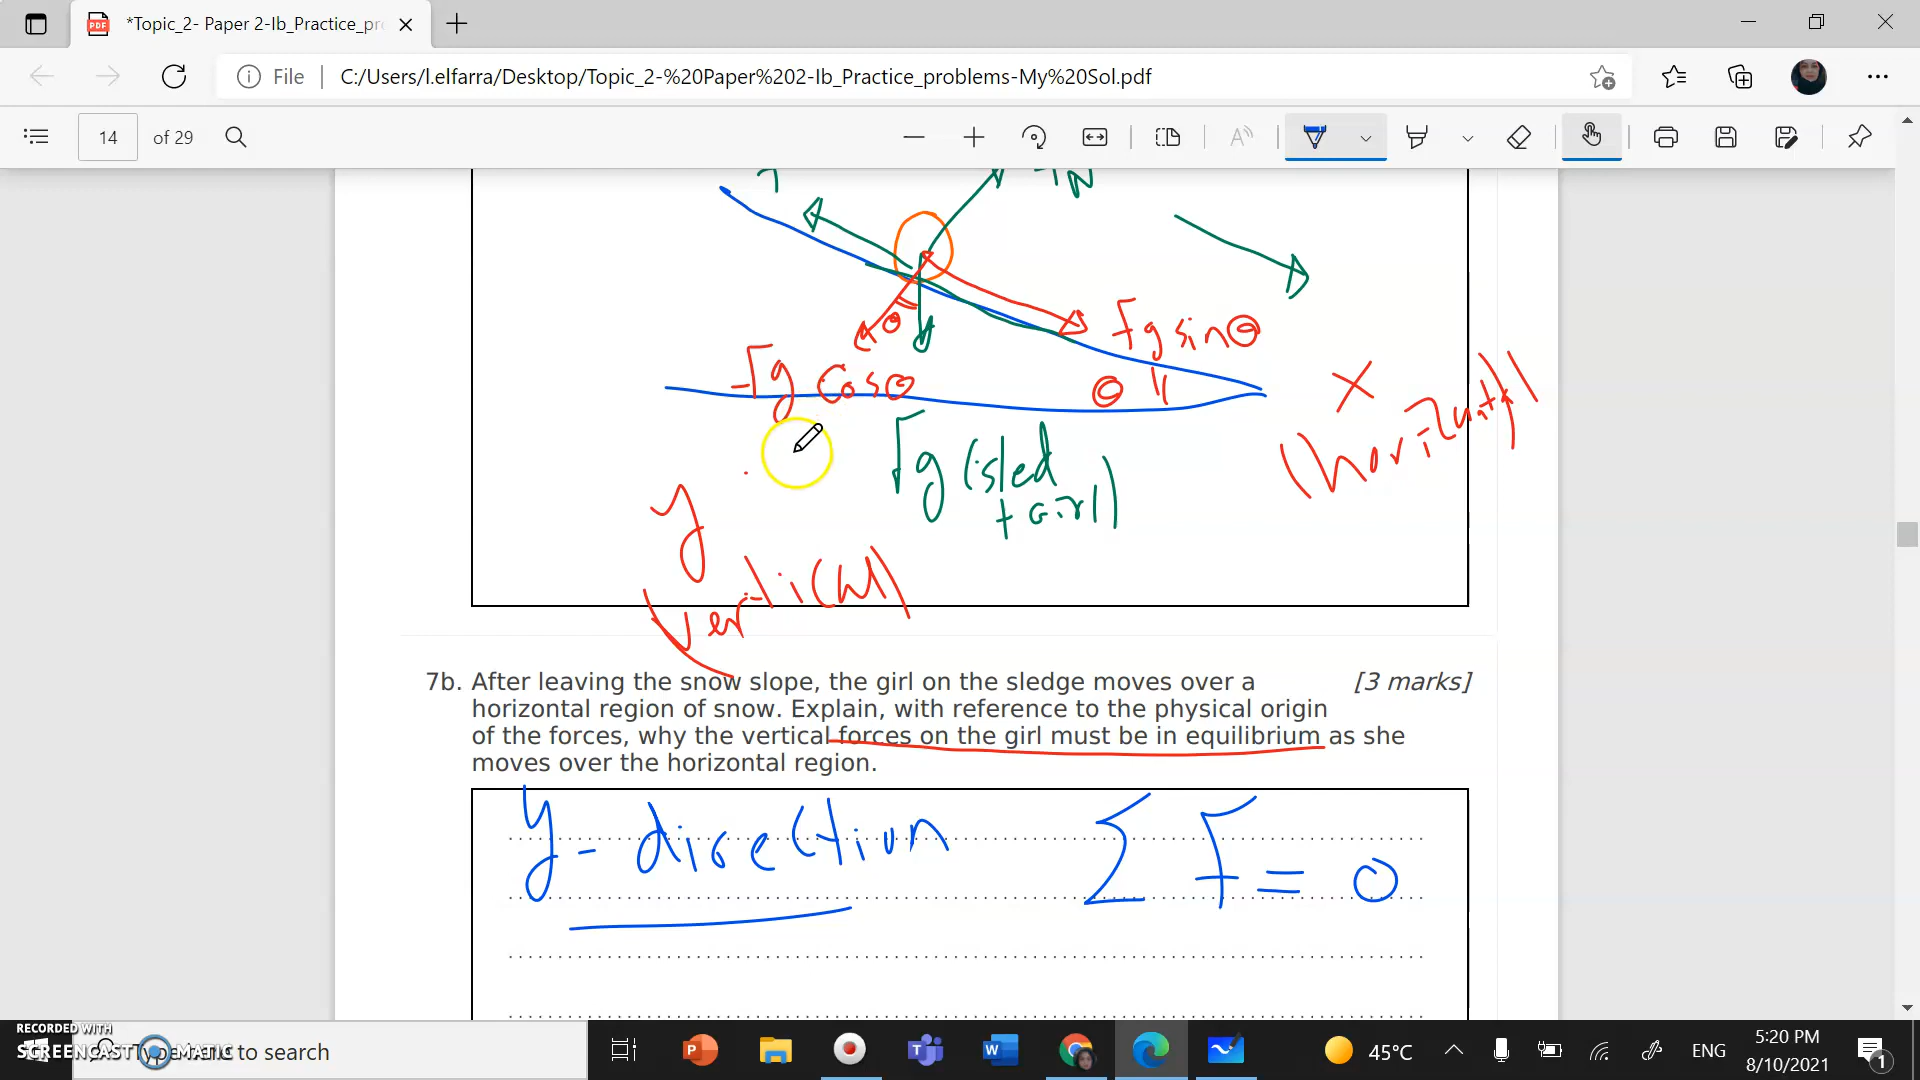 *Topic_2- Paper 2-Ib_Practice_pr
File
C:/Users/l.elfarra/Desktop/Topic_2-%20Paper%202-Ib_Practice_problems-My%20Sol.pdf
14 of 29
FN
Fg sinθ
θ
Fg Cosθ
θ
x
(horizontal)
Fg (sled
+ Girl)
y
vertical)
7b. After leaving the snow slope, the girl on the sledge moves over a [3 marks]
horizontal region of snow. Explain, with reference to the physical origin
of the forces, why the vertical forces on the girl must be in equilibrium as she
moves over the horizontal region.
y - direction Σ F = 0
RECORDED WITH
SCREENCAST MATIC
to search
45°C
ENG
5:20 PM
8/10/2021
1